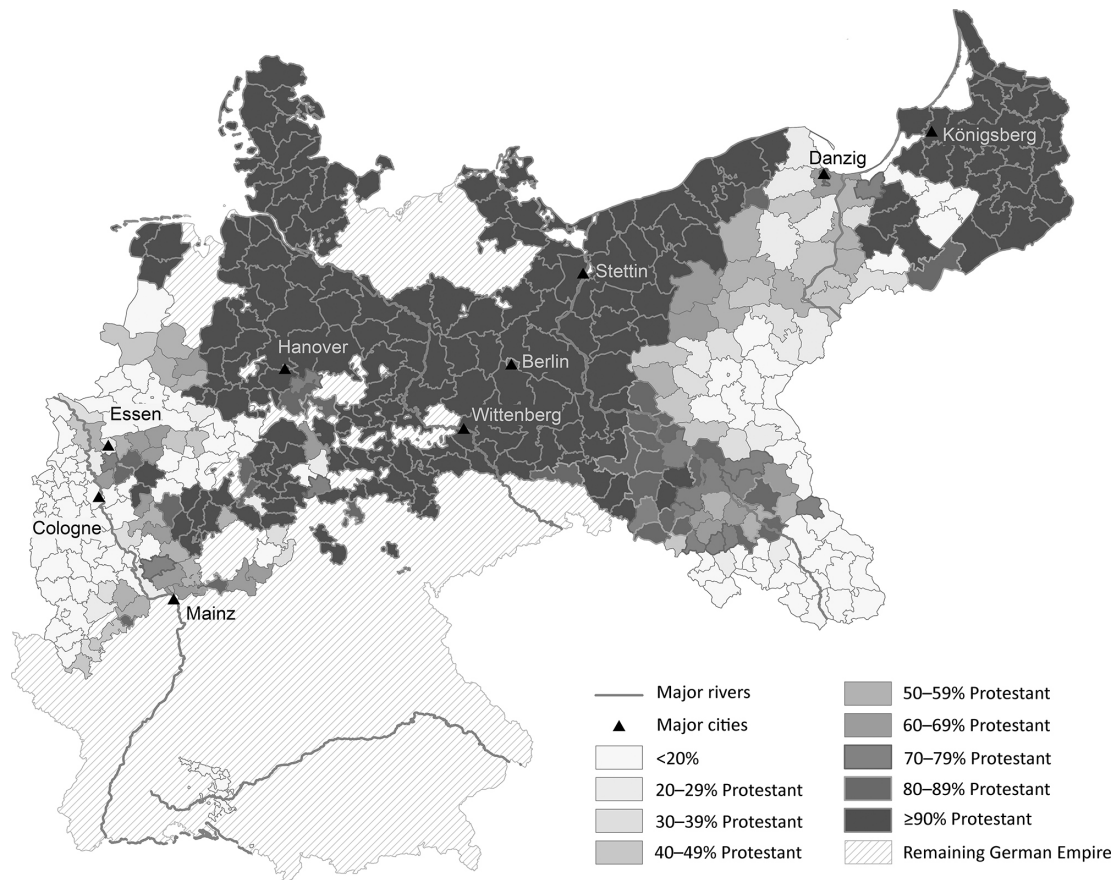 Königsberg
Danzig
Stettin
Hanover
Berlin
Essen
Wittenberg
Cologne
Mainz
Major rivers
Major cities
<20%
20–29% Protestant
30–39% Protestant
40–49% Protestant
50–59% Protestant
60–69% Protestant
70–79% Protestant
80–89% Protestant
≥90% Protestant
Remaining German Empire